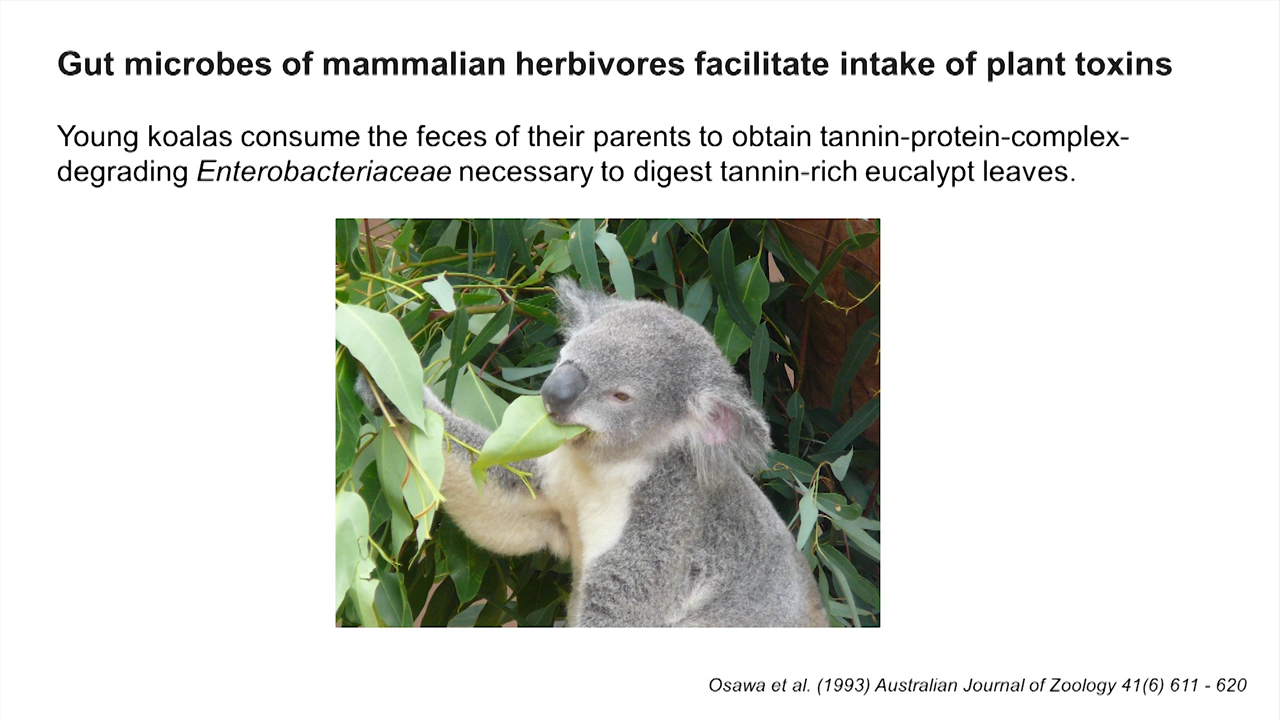 Gut microbes of mammalian herbivores facilitate intake of plant toxins
Young koalas consume the feces of their parents to obtain tannin-protein-complex-
degrading Enterobacteriaceae necessary to digest tannin-rich eucalypt leaves.
Osawa et al. (1993) Australian Journal of Zoology 41(6) 611 - 620